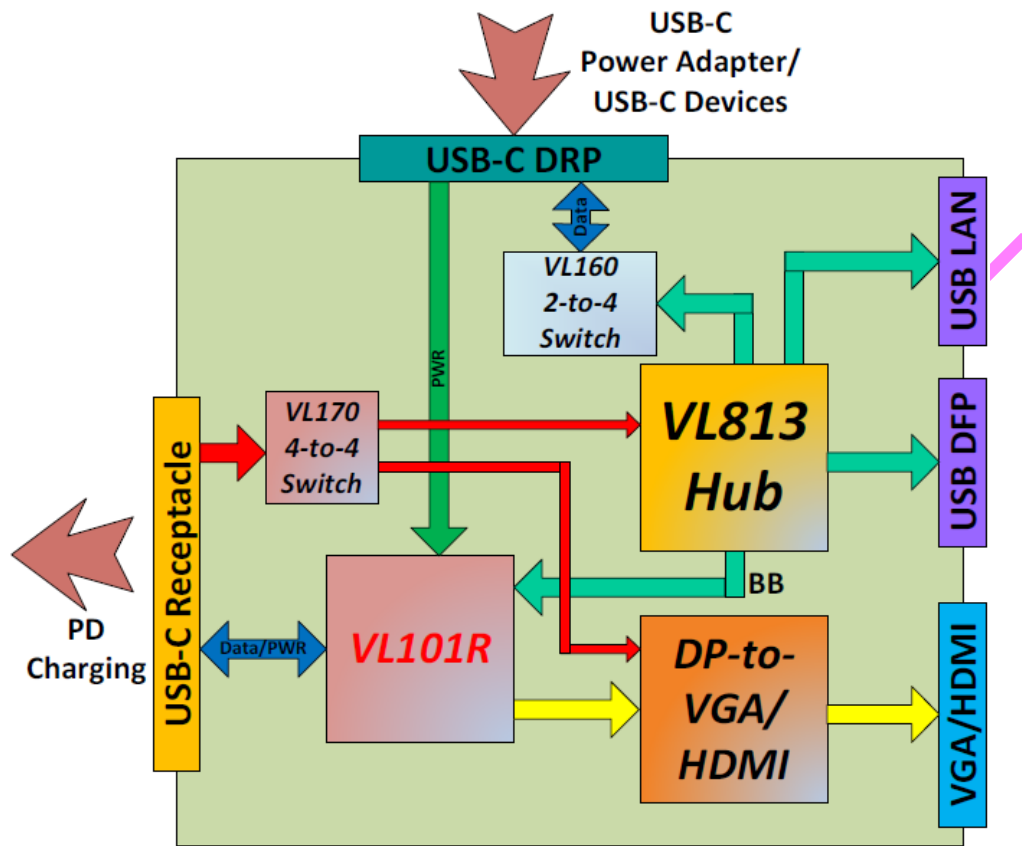 USB-C
Power Adapter/
USB-C Devices
USB-C DRP
Data
VL160
2-to-4
Switch
USB LAN
PWR
VL170
4-to-4
Switch
VL813
Hub
USB DFP
USB-C Receptacle
PD
Charging
Data/PWR
VL101R
BB
DP-to-
VGA/
HDMI
VGA/HDMI